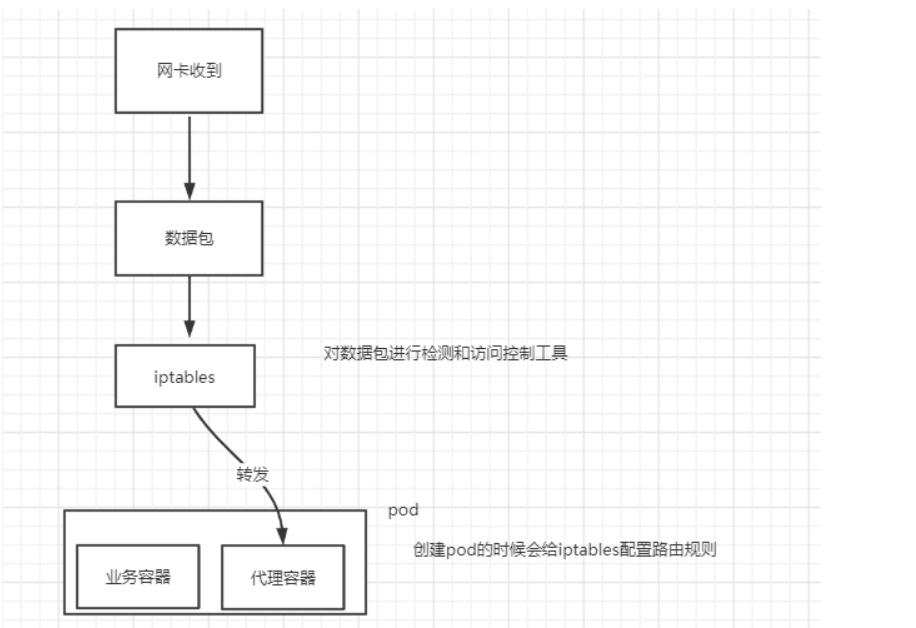 网卡收到
数据包
对数据包进行检测和访问控制工具
iptables
转发
pod
创建pod的时候会给iptables配置路由规则
业务容器
代理容器